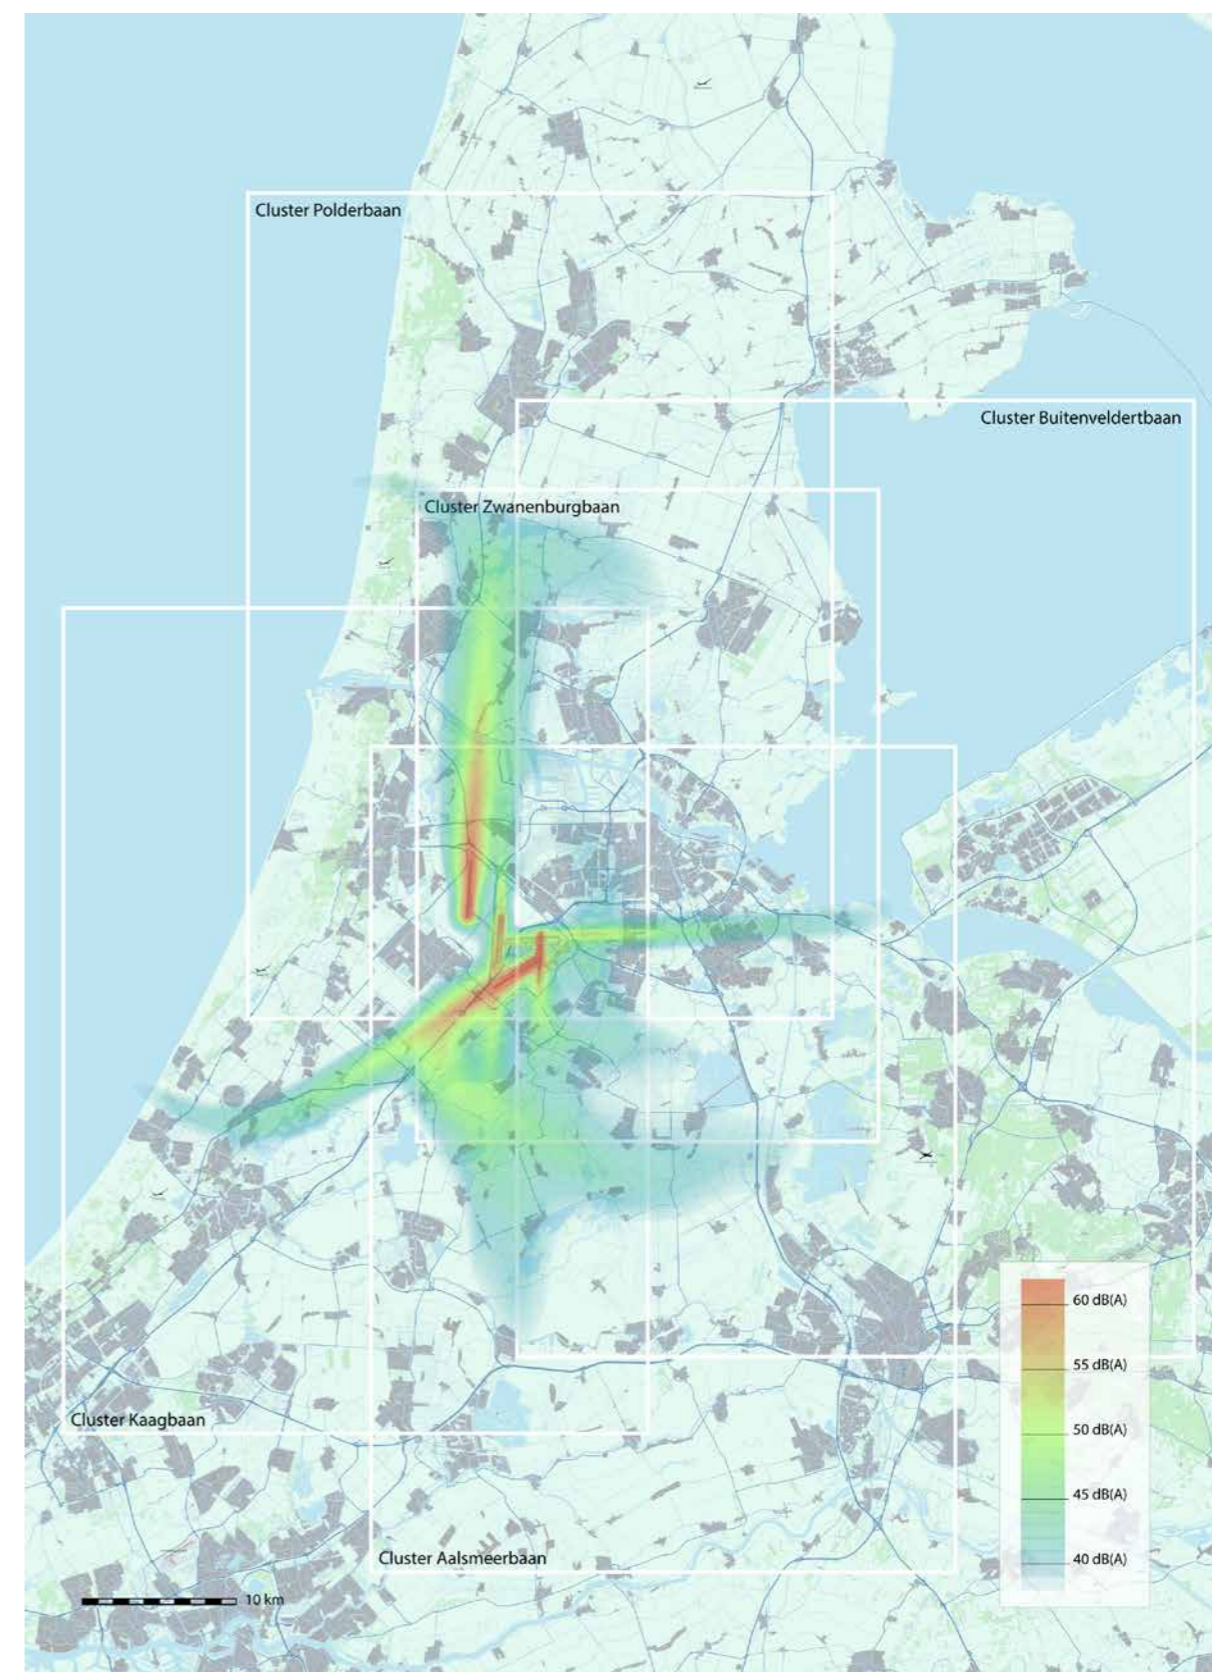 Cluster Polderbaan
Cluster Buitenveldertbaan
Cluster Zwanenburgbaan
60 dB(A)
55 dB(A)
50 dB(A)
45 dB(A)
40 dB(A)
Cluster Kaagbaan
Cluster Aalsmeerbaan
10 km